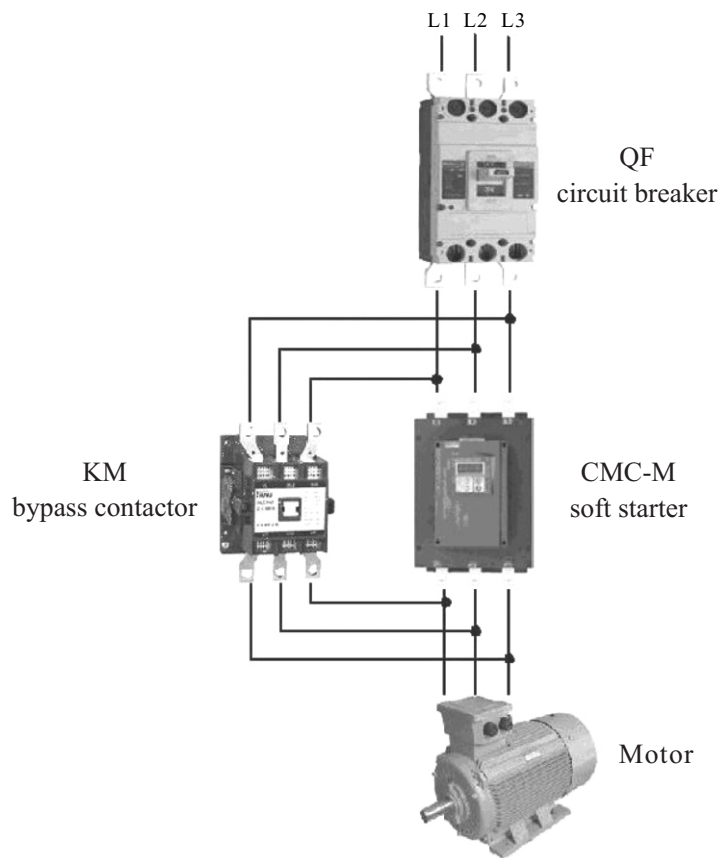 L1 L2 L3
QF
circuit breaker
KM
bypass contactor
CMC-M
soft starter
Motor